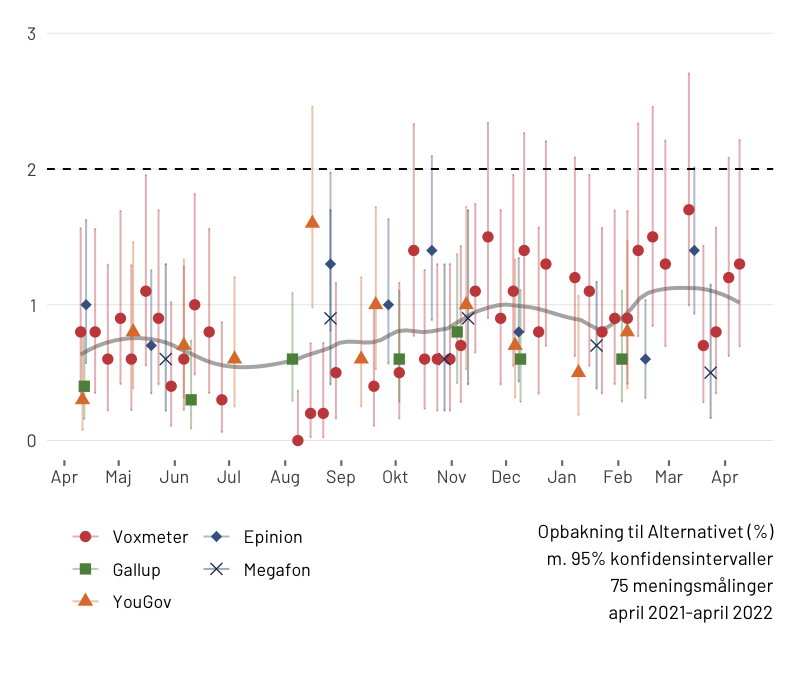 3
2
1
0
Apr Maj Jun Jul Aug Sep Okt Nov Dec Jan Feb Mar Apr
Voxmeter Epinion
Gallup Megafon
YouGov
Opbakning til Alternativet (%)
m. 95% konfidensintervaller
75 meningsmålinger
april 2021-april 2022